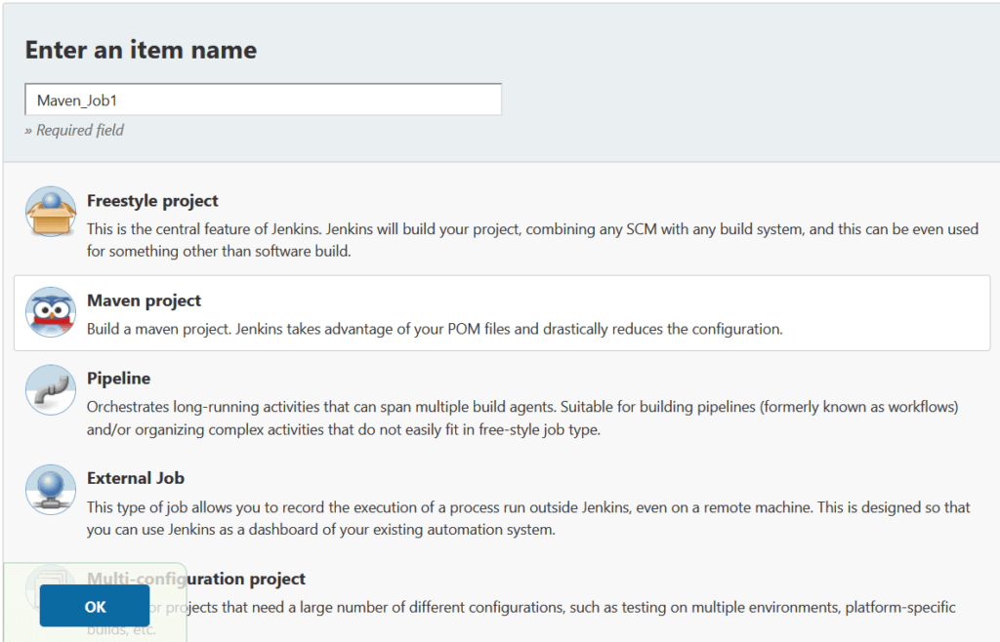 Enter an item name
Maven_Job1
» Required field
Freestyle project
This is the central feature of Jenkins. Jenkins will build your project, combining any SCM with any build system, and this can be even used
for something other than software build.
Maven project
Build a maven project. Jenkins takes advantage of your POM files and drastically reduces the configuration.
Pipeline
Orchestrates long-running activities that can span multiple build agents. Suitable for building pipelines (formerly known as workflows)
and/or organizing complex activities that do not easily fit in free-style job type.
External Job
This type of job allows you to record the execution of a process run outside Jenkins, even on a remote machine. This is designed so that
you can use Jenkins as a dashboard of your existing automation system.
Multi-configuration project
OK
or projects that need a large number of different configurations, such as testing on multiple environments, platform-specific
builds, etc.